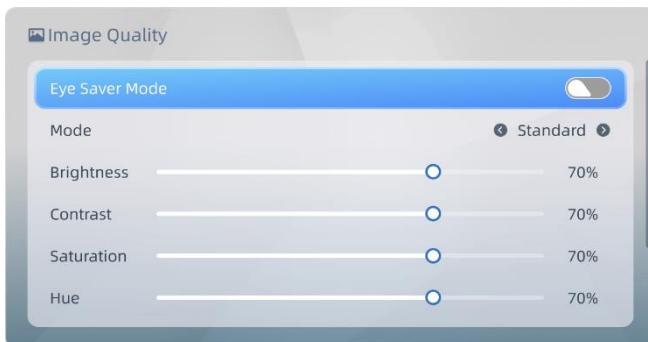 Image Quality
Eye Saver Mode
Mode Standard
Brightness 70%
Contrast 70%
Saturation 70%
Hue 70%